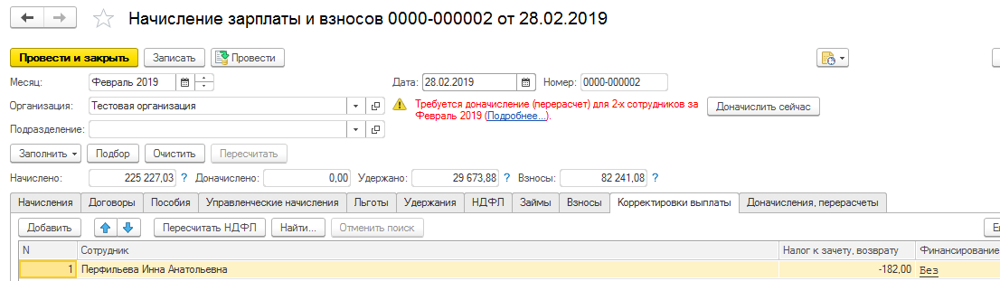 Начисление зарплаты и взносов 0000-000002 от 28.02.2019
Провести и закрыть Записать Провести
Месяц: Февраль 2019 Дата: 28.02.2019 Номер: 0000-000002
Организация: Тестовая организация Требуется доначисление (перерасчет) для 2-х сотрудников за Февраль 2019 (Подробнее...). Доначислить сейчас
Подразделение:
Заполнить Подбор Очистить Пересчитать
Начислено: 225 227,03 ? Доначислено: 0,00 Удержано: 29 673,88 ? Взносы: 82 241,08 ?
Начисления Договоры Пособия Управленческие начисления Льготы Удержания НДФЛ Займы Взносы Корректировки выплаты Доначисления, перерасчеты
Добавить Пересчитать НДФЛ Найти... Отменить поиск
N Сотрудник Налог к зачету, возврату Финансирование
1 Перфильева Инна Анатольевна -182,00 Без